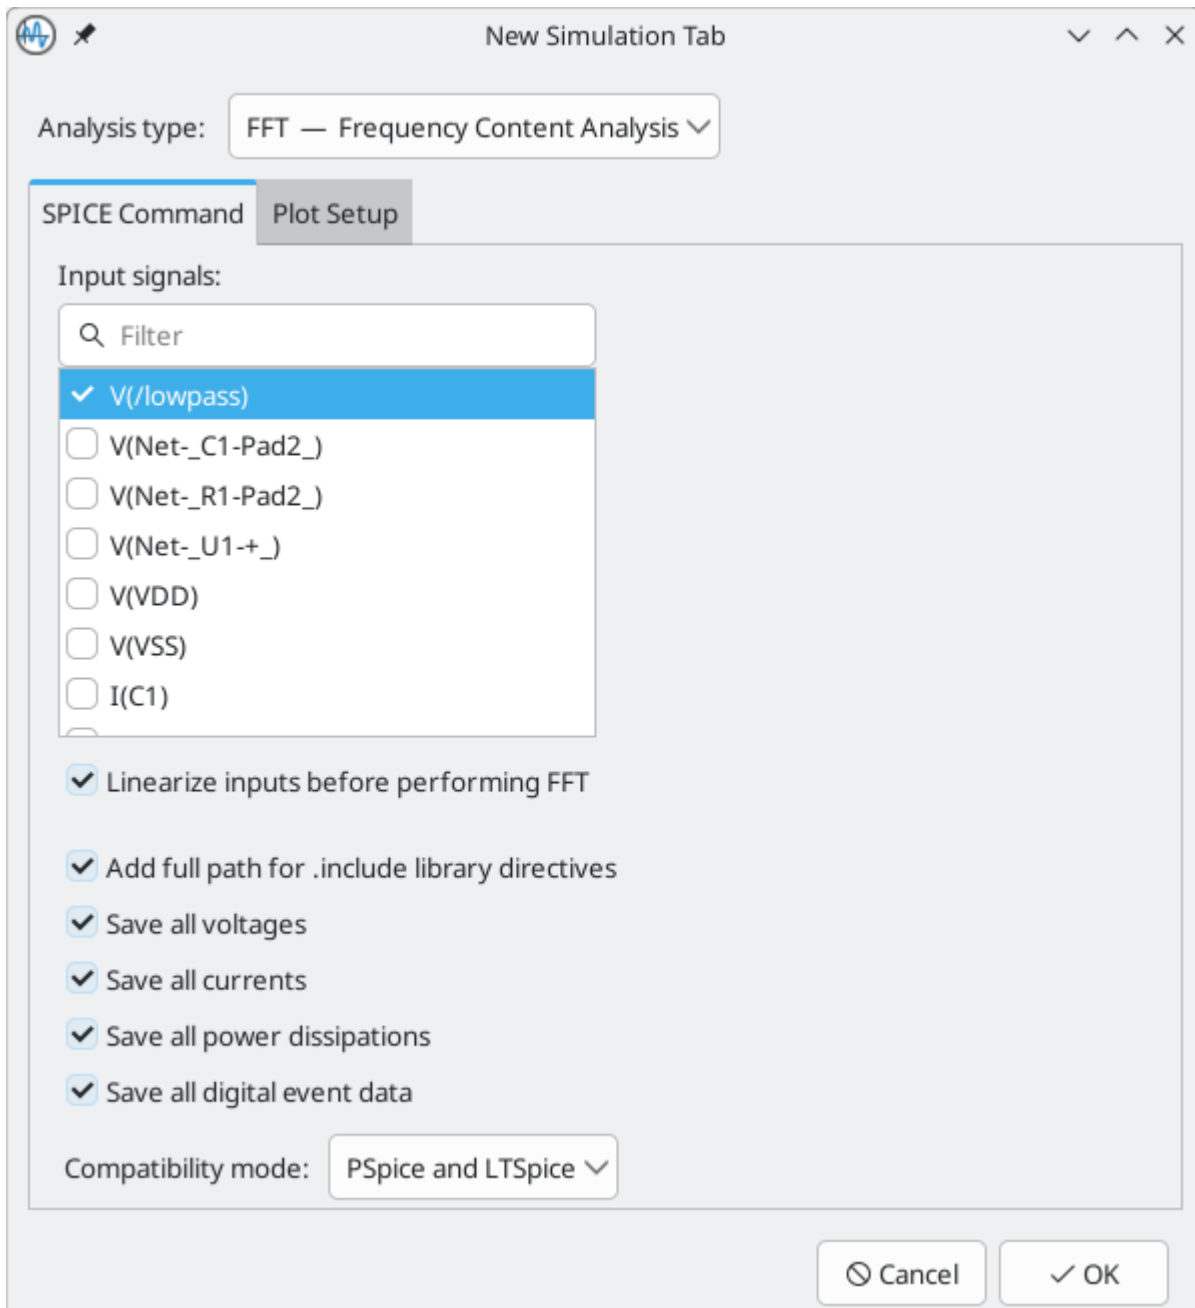 New Simulation Tab
Analysis type: FFT — Frequency Content Analysis
SPICE Command Plot Setup
Input signals:
Filter
V(/lowpass)
V(Net-_C1-Pad2_)
V(Net-_R1-Pad2_)
V(Net-_U1-+_)
V(VDD)
V(VSS)
I(C1)
Linearize inputs before performing FFT
Add full path for .include library directives
Save all voltages
Save all currents
Save all power dissipations
Save all digital event data
Compatibility mode: PSpice and LTSpice
Cancel OK